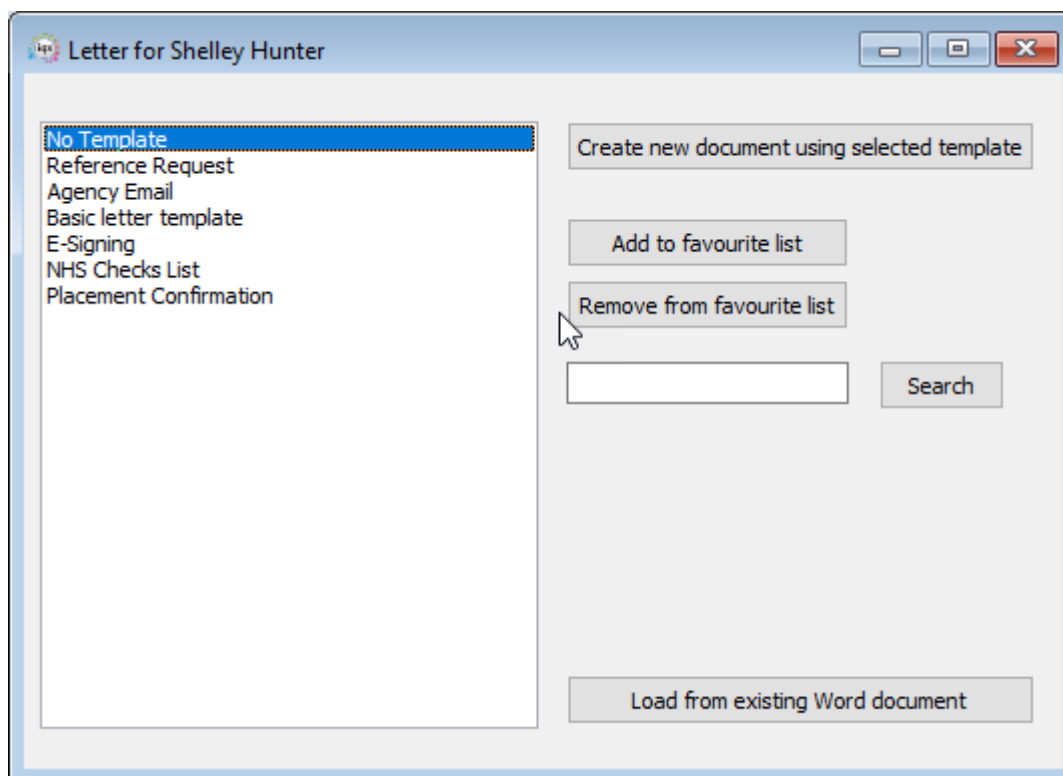 iqx Letter for Shelley Hunter
No Template
Reference Request
Agency Email
Basic letter template
E-Signing
NHS Checks List
Placement Confirmation
Create new document using selected template
Add to favourite list
Remove from favourite list
Search
Load from existing Word document